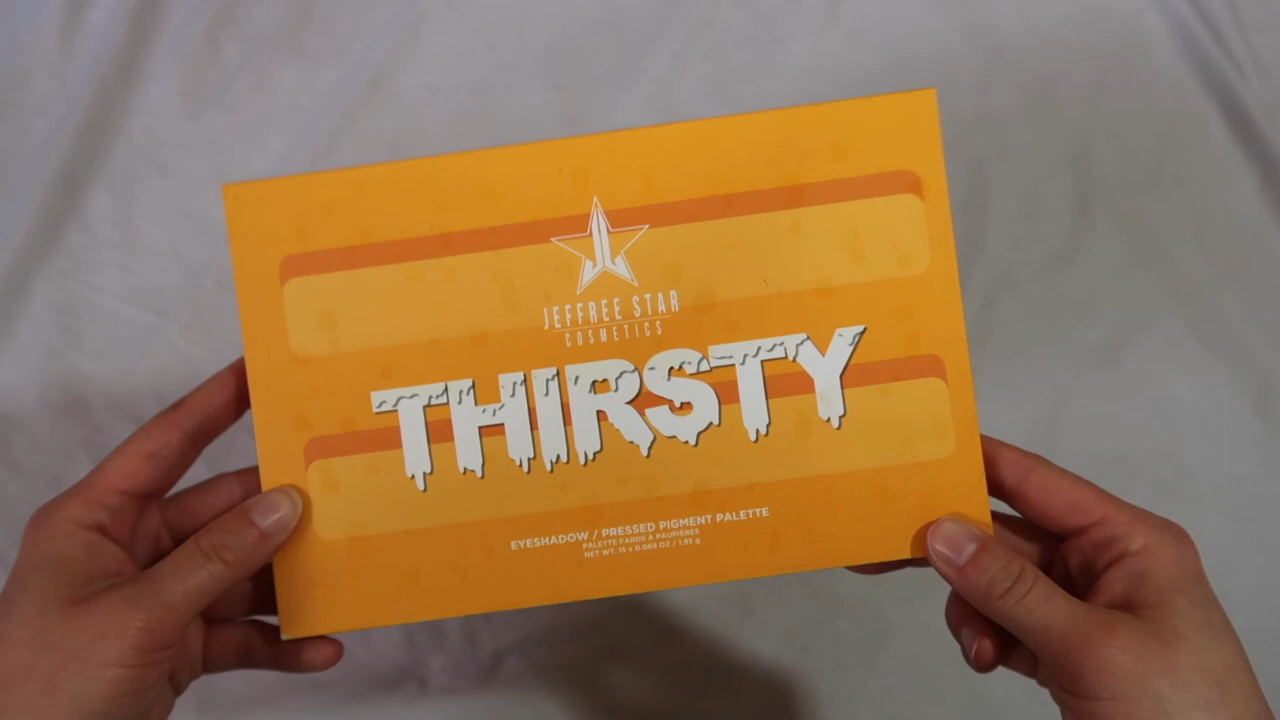 JEFFREE STAR
COSMETICS
THIRSTY
EYESHADOW / PRESSED PIGMENT PALETTE
PALETTE FARDS À PAUPIÈRES
NET WT. 15 x 0.069 OZ / 1.95 g